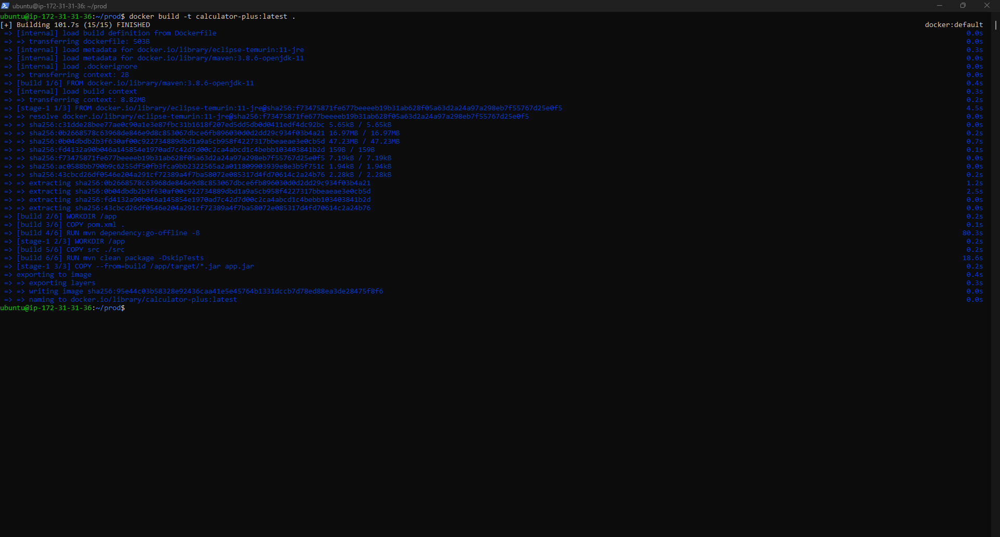 ubuntu@ip-172-31-31-36: ~/prod
ubuntu@ip-172-31-31-36:~/prod$ docker build -t calculator-plus:latest .
[+] Building 101.7s (15/15) FINISHED docker:default
=> [internal] load build definition from Dockerfile 0.0s
=> => transferring dockerfile: 503B 0.0s
=> [internal] load metadata for docker.io/library/eclipse-temurin:11-jre 0.3s
=> [internal] load metadata for docker.io/library/maven:3.8.6-openjdk-11 0.0s
=> [internal] load .dockerignore 0.0s
=> => transferring context: 2B 0.0s
=> [build 1/6] FROM docker.io/library/maven:3.8.6-openjdk-11 0.4s
=> [internal] load build context 0.3s
=> => transferring context: 8.82MB 0.2s
=> [stage-1 1/3] FROM docker.io/library/eclipse-temurin:11-jre@sha256:f73475871fe677beeeeb19b31ab628f05a63d2a24a97a298eb7f55767d25e0f5 4.5s
=> => resolve docker.io/library/eclipse-temurin:11-jre@sha256:f73475871fe677beeeeb19b31ab628f05a63d2a24a97a298eb7f55767d25e0f5 0.0s
=> => sha256:c31dde28bee77ae0c90a1e3e87fbc31b1618f207ed5dd5db0d0411edf4dc92bc 5.65kB / 5.65kB 0.0s
=> => sha256:0b2668578c63968de846e9d8c853067dbce6fb896030d0d2dd29c934f03b4a21 16.97MB / 16.97MB 0.2s
=> => sha256:0b04dbdb2b3f630af00c922734889dbd1a9a5cb958f4227317bbeaeae3e0cb5d 47.23MB / 47.23MB 0.7s
=> => sha256:fd4132a90b046a145854e1970ad7c42d7d00c2ca4abcd1c4bebb103403841b2d 159B / 159B 0.1s
=> => sha256:f73475871fe677beeeeb19b31ab628f05a63d2a24a97a298eb7f55767d25e0f5 7.19kB / 7.19kB 0.0s
=> => sha256:ac0588bb790b9c6255df50fb3fca9bb2322565a2a011809903939e8e3b5f751c 1.94kB / 1.94kB 0.0s
=> => sha256:43cbcd26df0546e204a291cf72389a4f7ba58072e085317d4fd70614c2a24b76 2.28kB / 2.28kB 0.2s
=> => extracting sha256:0b2668578c63968de846e9d8c853067dbce6fb896030d0d2dd29c934f03b4a21 1.2s
=> => extracting sha256:0b04dbdb2b3f630af00c922734889dbd1a9a5cb958f4227317bbeaeae3e0cb5d 2.5s
=> => extracting sha256:fd4132a90b046a145854e1970ad7c42d7d00c2ca4abcd1c4bebb103403841b2d 0.0s
=> => extracting sha256:43cbcd26df0546e204a291cf72389a4f7ba58072e085317d4fd70614c2a24b76 0.0s
=> [build 2/6] WORKDIR /app 0.2s
=> [build 3/6] COPY pom.xml . 0.1s
=> [build 4/6] RUN mvn dependency:go-offline -B 80.3s
=> [stage-1 2/3] WORKDIR /app 0.2s
=> [build 5/6] COPY src ./src 0.2s
=> [build 6/6] RUN mvn clean package -DskipTests 18.6s
=> [stage-1 3/3] COPY --from=build /app/target/*.jar app.jar 0.2s
=> exporting to image 0.4s
=> => exporting layers 0.3s
=> => writing image sha256:95e44c03b58328e92436caa41e5e45764b1331dccb7d78ed88ea3de28475f8f6 0.0s
=> => naming to docker.io/library/calculator-plus:latest 0.0s
ubuntu@ip-172-31-31-36:~/prod$